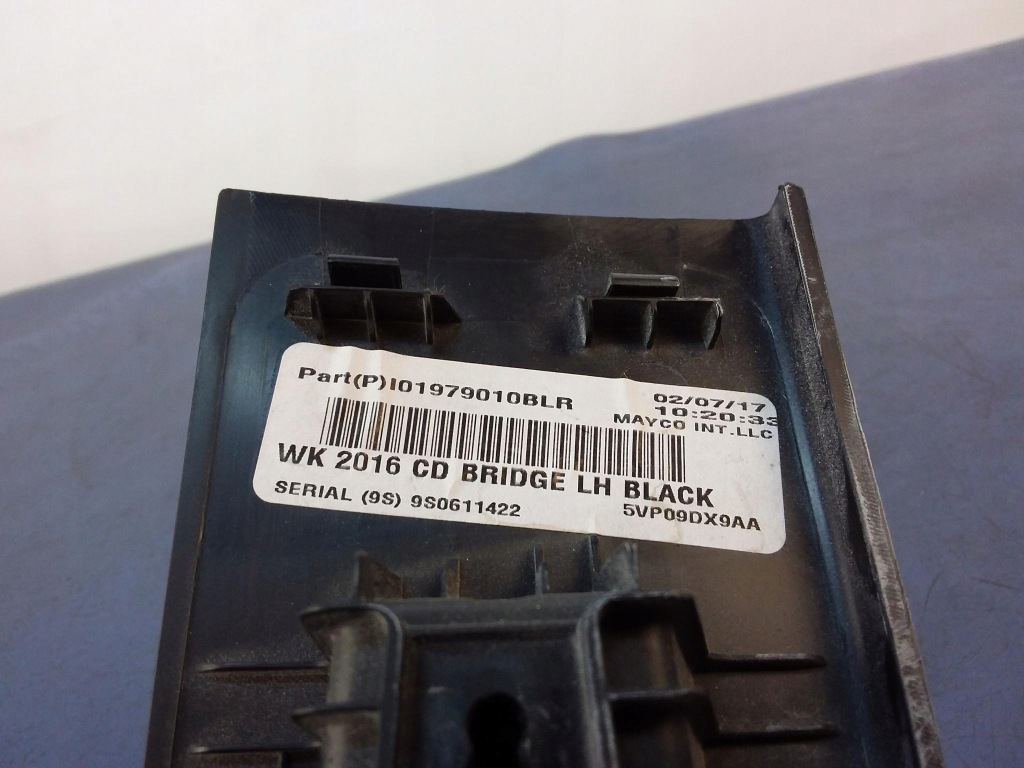 Part(P)I01979010BLR
02/07/17
10:20:33
MAYCO INT.LLC
WK 2016 CD BRIDGE LH BLACK
SERIAL (9S) 9S0611422
5VP09DX9AA